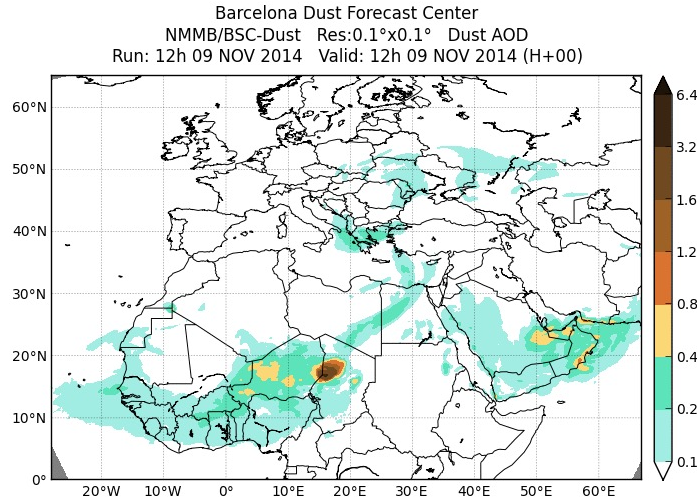 Barcelona Dust Forecast Center
NMMB/BSC-Dust Res:0.1°x0.1° Dust AOD
Run: 12h 09 NOV 2014 Valid: 12h 09 NOV 2014 (H+00)
60°N
50°N
40°N
30°N
20°N
10°N
0°
20°W 10°W 0° 10°E 20°E 30°E 40°E 50°E 60°E
6.4
3.2
1.6
1.2
0.8
0.4
0.2
0.1